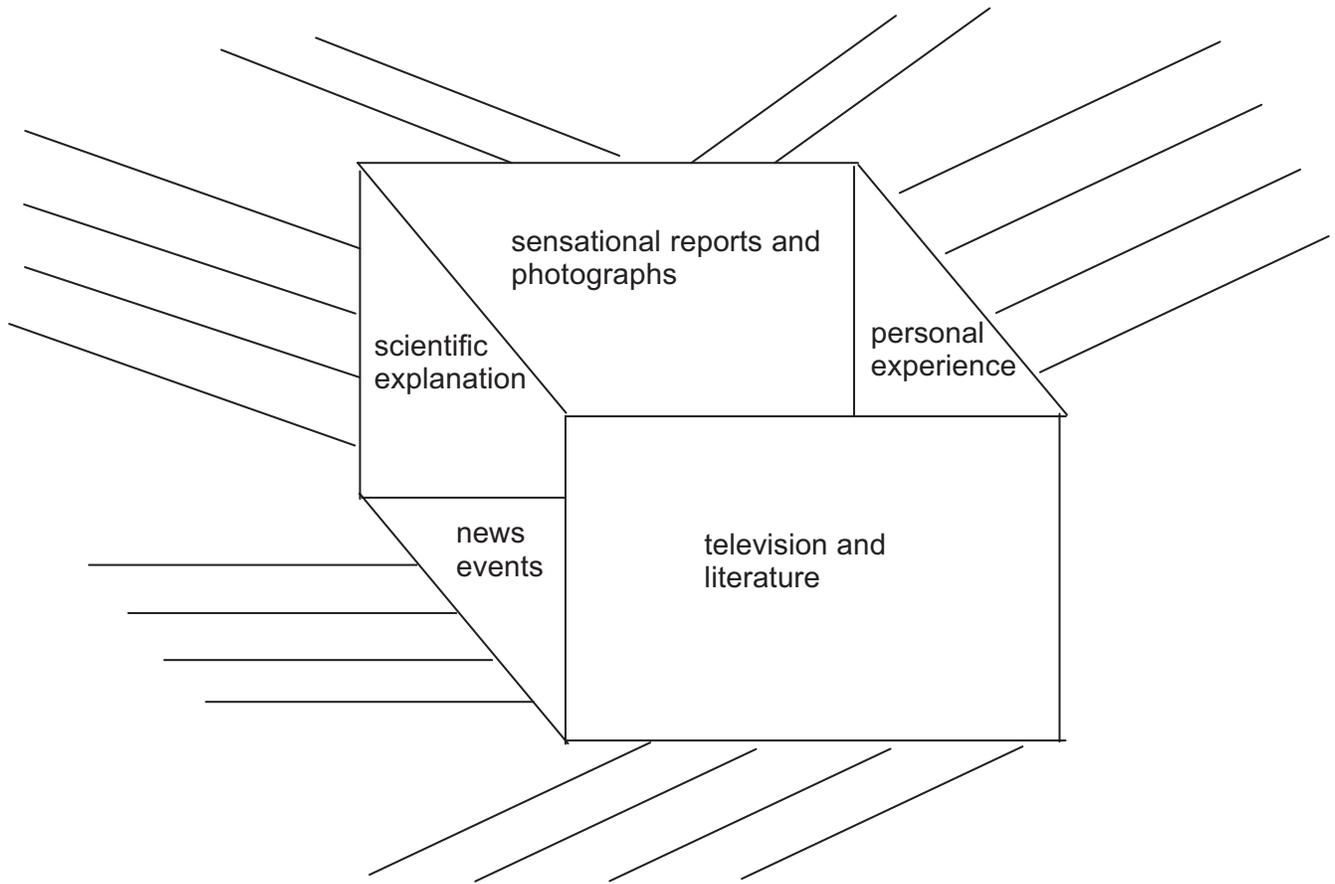 sensational reports and
photographs
personal
experience
scientific
explanation
news
events
television and
literature